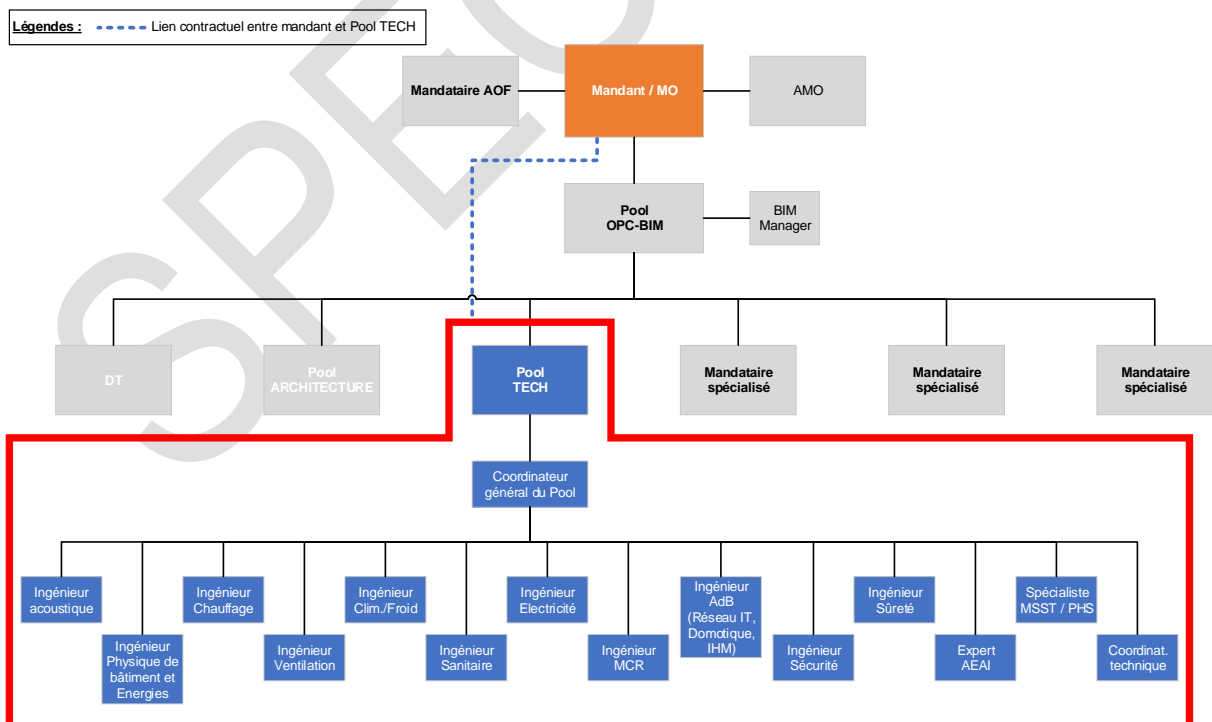 Légendes : Lien contractuel entre mandant et Pool TECH
Mandataire AOF
Mandant / MO
AMO
Pool
OPC-BIM
BIM
Manager
DT
Pool
ARCHITECTURE
Pool
TECH
Mandataire
spécialisé
Mandataire
spécialisé
Mandataire
spécialisé
Coordinateur
général du Pool
Ingénieur
acoustique
Ingénieur
Chauffage
Ingénieur
Clim./Froid
Ingénieur
Electricité
Ingénieur
AdB
(Réseau IT,
Domotique,
IHM)
Ingénieur
Sûreté
Spécialiste
MSST / PHS
Ingénieur
Physique de
bâtiment et
Energies
Ingénieur
Ventilation
Ingénieur
Sanitaire
Ingénieur
MCR
Ingénieur
Sécurité
Expert
AEAI
Coordinat.
technique